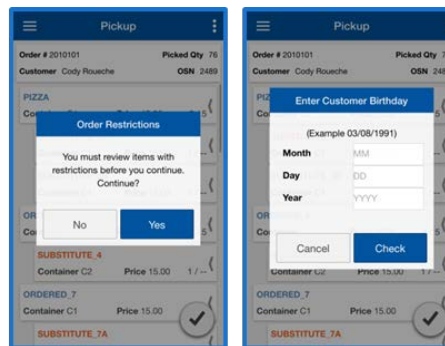 Pickup
Order # 2010101 Picked Qty 76
Customer Cody Roueche OSN 2489
PIZZA
Order Restrictions
You must review items with
restrictions before you continue.
Continue?
No Yes
SUBSTITUTE_4
Container C2 Price 15.00 1 / --
ORDERED_7
Container C1 Price 15.00
SUBSTITUTE_7A
Pickup
Order # 2010101 Picked Qty
Customer Cody Roueche OSN
Enter Customer Birthday
(Example 03/08/1991)
Month MM
Day DD
Year YYYY
Cancel Check
Container C2 Price 15.00
ORDERED_7
Container C1 Price 15.00
SUBSTITUTE_7A